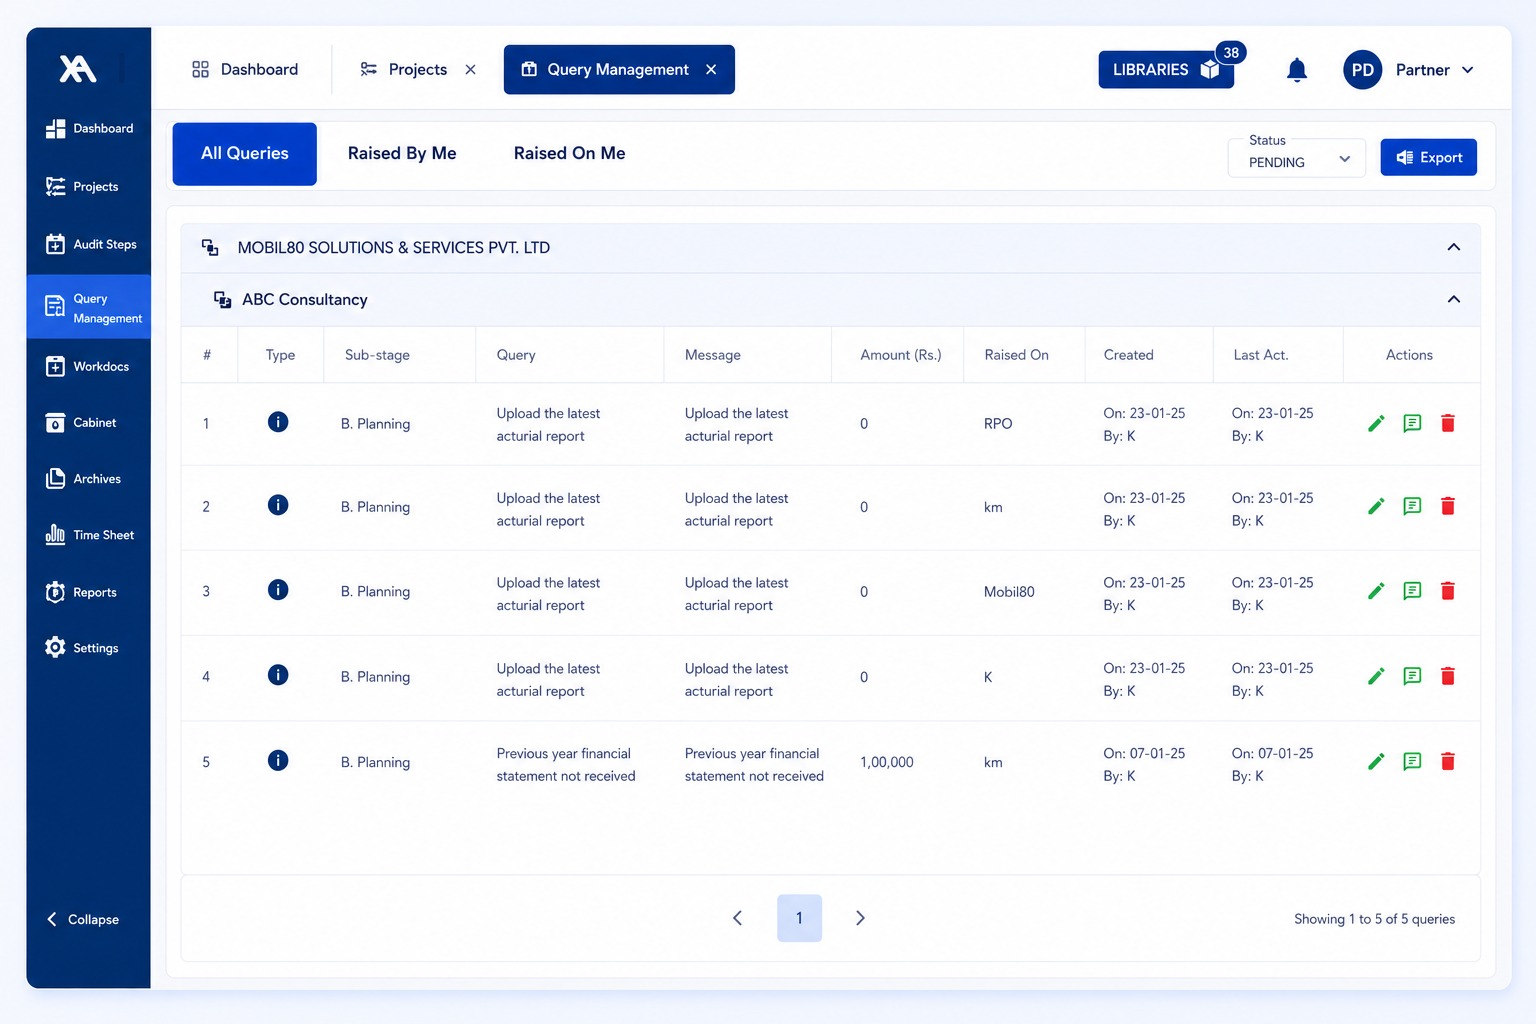 XA
Dashboard
Projects
Query Management
LIBRARIES
38
PD
Partner
Dashboard
Projects
Audit Steps
Query
Management
Workdocs
Cabinet
Archives
Time Sheet
Reports
Settings
Collapse
All Queries
Raised By Me
Raised On Me
Status
PENDING
Export
MOBIL80 SOLUTIONS & SERVICES PVT. LTD
ABC Consultancy
# Type Sub-stage Query Message Amount (Rs.) Raised On Created Last Act. Actions
1 B. Planning Upload the latest Upload the latest 0 RPO On: 23-01-25 On: 23-01-25
acturial report acturial report By: K By: K
2 B. Planning Upload the latest Upload the latest 0 km On: 23-01-25 On: 23-01-25
acturial report acturial report By: K By: K
3 B. Planning Upload the latest Upload the latest 0 Mobil80 On: 23-01-25 On: 23-01-25
acturial report acturial report By: K By: K
4 B. Planning Upload the latest Upload the latest 0 K On: 23-01-25 On: 23-01-25
acturial report acturial report By: K By: K
5 B. Planning Previous year financial Previous year financial 1,00,000 km On: 07-01-25 On: 07-01-25
statement not received statement not received By: K By: K
1
Showing 1 to 5 of 5 queries